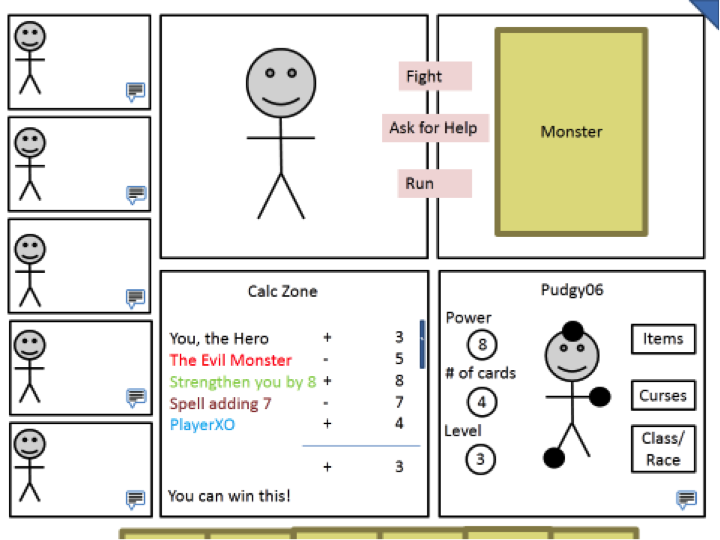 Fight
Ask for Help
Run
Monster
Calc Zone
You, the Hero + 3
The Evil Monster - 5
Strengthen you by 8 + 8
Spell adding 7 - 7
PlayerXO + 4
+ 3
You can win this!
Pudgy06
Power
8
# of cards
4
Level
3
Items
Curses
Class/
Race